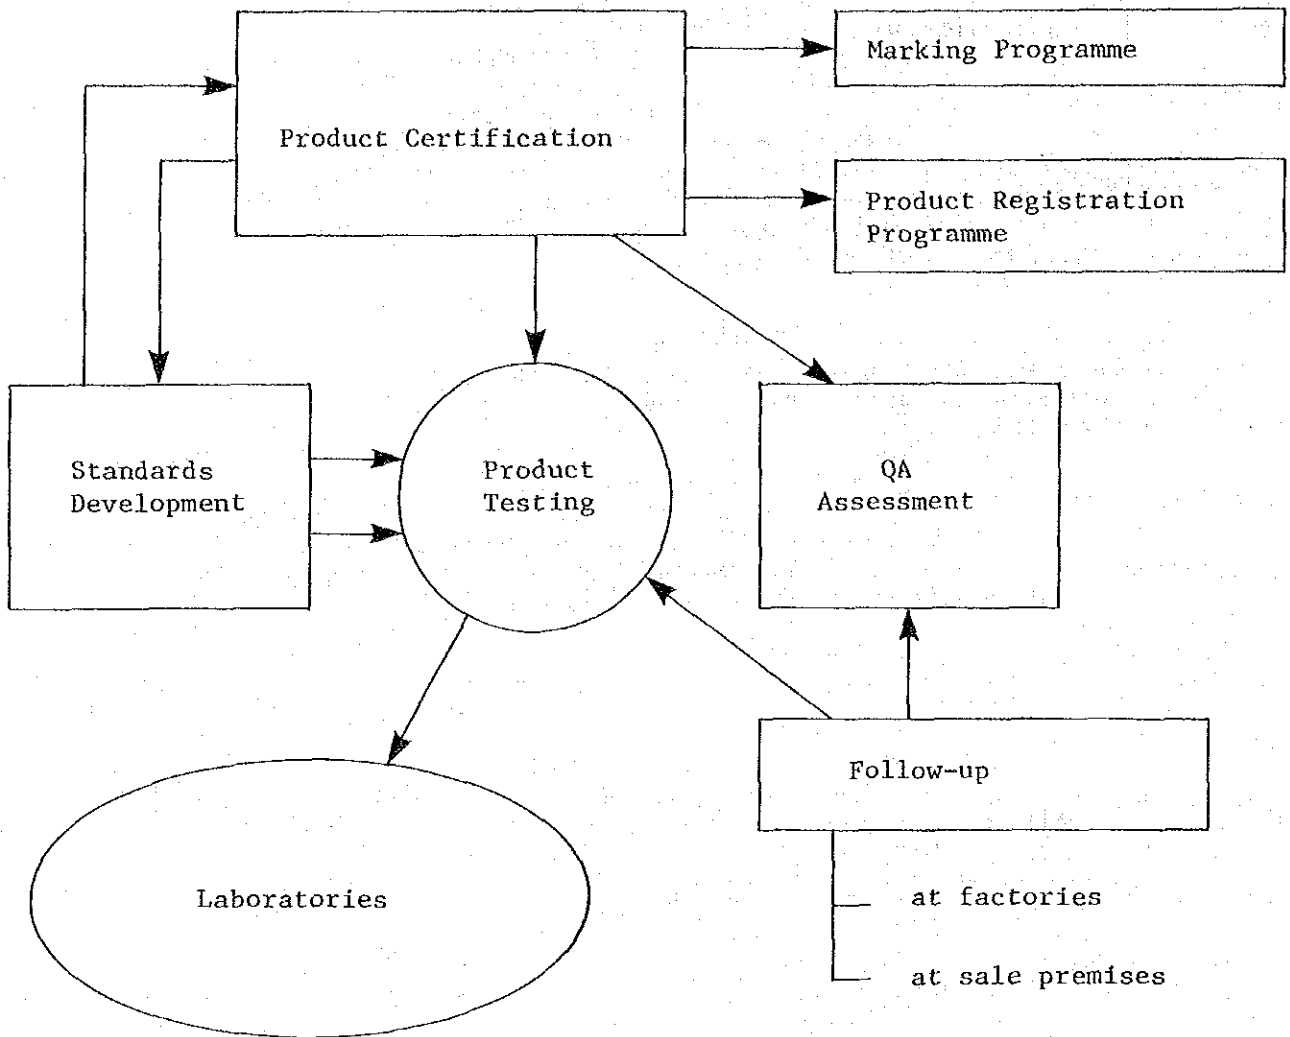 Marking Programme
Product Certification
Product Registration
Programme
Standards
Development
Product
Testing
QA
Assessment
Follow-up
Laboratories
at factories
at sale premises